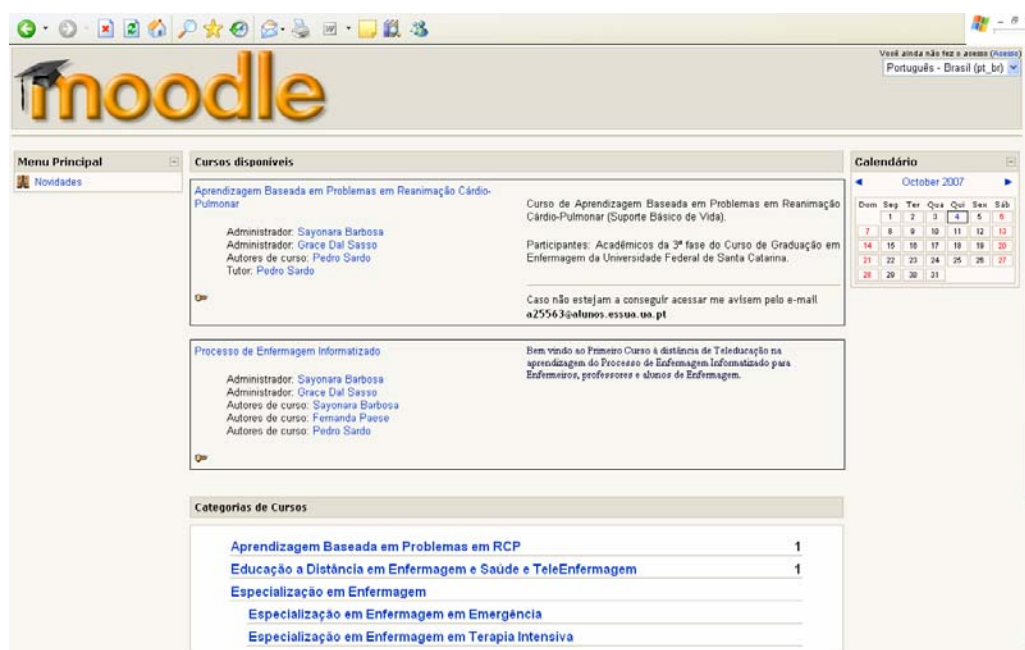 Você ainda não fez o acesso (Acesso)
Português - Brasil (pt_br)
moodle
Menu Principal
Novidades
Cursos disponíveis
Aprendizagem Baseada em Problemas em Reanimação Cárdio-
Pulmonar
Administrador: Sayonara Barbosa
Administrador: Grace Dal Sasso
Autores de curso: Pedro Sardo
Tutor: Pedro Sardo
Curso de Aprendizagem Baseada em Problemas em Reanimação
Cárdio-Pulmonar (Suporte Básico de Vida).
Participantes: Acadêmicos da 3ª fase do Curso de Graduação em
Enfermagem da Universidade Federal de Santa Catarina.
Caso não estejam a conseguir acessar me avisem pelo e-mail
a25563@alunos.essua.ua.pt
Processo de Enfermagem Informatizado
Administrador: Sayonara Barbosa
Administrador: Grace Dal Sasso
Autores de curso: Sayonara Barbosa
Autores de curso: Fernanda Paese
Autores de curso: Pedro Sardo
Bem vindo ao Primeiro Curso à distância de Teleducação na
aprendizagem do Processo de Enfermagem Informatizado para
Enfermeiros, professores e alunos de Enfermagem.
Categorias de Cursos
Aprendizagem Baseada em Problemas em RCP 1
Educação a Distância em Enfermagem e Saúde e TeleEnfermagem 1
Especialização em Enfermagem
Especialização em Enfermagem em Emergência
Especialização em Enfermagem em Terapia Intensiva
Calendário
October 2007
Dom Seg Ter Qua Qui Sex Sáb
1 2 3 4 5 6
7 8 9 10 11 12 13
14 15 16 17 18 19 20
21 22 23 24 25 26 27
28 29 30 31